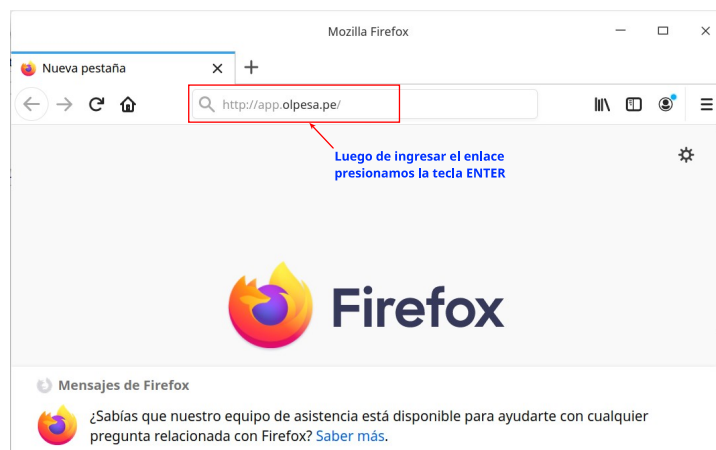 Mozilla Firefox
Nueva pestaña
http://app.olpesa.pe/
Luego de ingresar el enlace
presionamos la tecla ENTER
Firefox
Mensajes de Firefox
¿Sabías que nuestro equipo de asistencia está disponible para ayudarte con cualquier
pregunta relacionada con Firefox? Saber más.